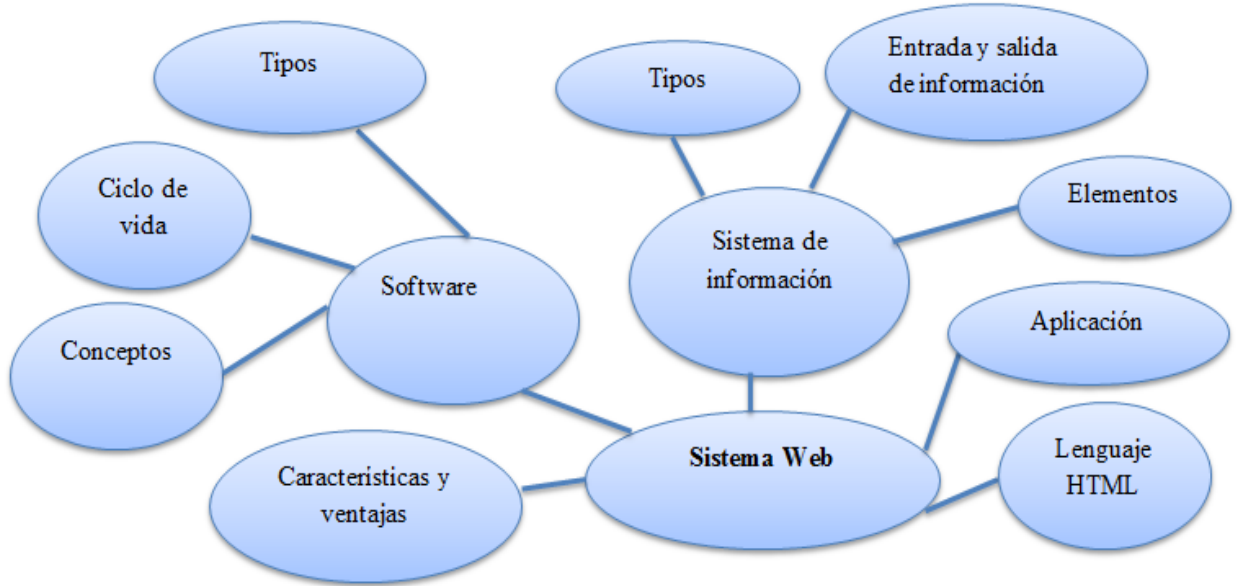 Tipos
Tipos
Entrada y salida
de información
Ciclo de
vida
Elementos
Software
Sistema de
información
Conceptos
Aplicación
Características y
ventajas
Sistema Web
Lenguaje
HTML